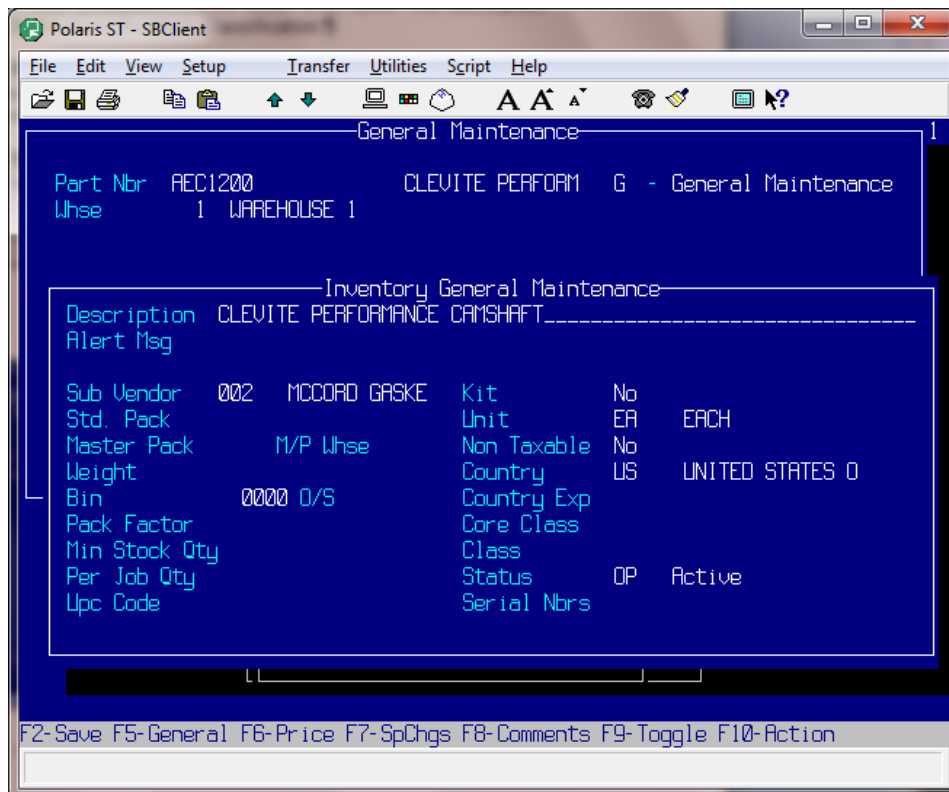 Polaris ST - SBClient
File Edit View Setup Transfer Utilities Script Help
A A A
General Maintenance 1
Part Nbr AEC1200 CLEVITE PERFORM G - General Maintenance
Whse 1 WAREHOUSE 1
Inventory General Maintenance
Description CLEVITE PERFORMANCE CAMSHAFT
Alert Msg
Sub Vendor 002 MCCORD GASKE Kit No
Std. Pack Unit EA EACH
Master Pack M/P Whse Non Taxable No
Weight Country US UNITED STATES O
Bin 0000 O/S Country Exp
Pack Factor Core Class
Min Stock Qty Class
Per Job Qty Status OP Active
Upc Code Serial Nbrs
F2-Save F5-General F6-Price F7-SpChgs F8-Comments F9-Toggle F10-Action